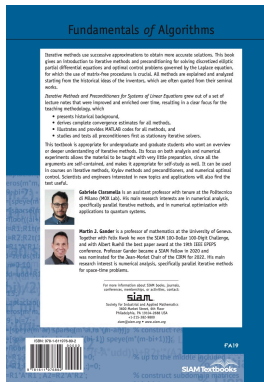 Fundamentals of Algorithms
Iterative methods use successive approximations to obtain more accurate solutions. This book
gives an introduction to iterative methods and preconditioning for solving discretized elliptic
partial differential equations and optimal control problems governed by the Laplace equation,
for which the use of matrix-free procedures is crucial. All methods are explained and analyzed
starting from the historical ideas of the inventors, which are often quoted from their seminal
works.
Iterative Methods and Preconditioners for Systems of Linear Equations grew out of a set of
lecture notes that were improved and enriched over time, resulting in a clear focus for the
teaching methodology, which
• presents historical background,
• derives complete convergence estimates for all methods,
• illustrates and provides MATLAB codes for all methods, and
• studies and tests all preconditioners first as stationary iterative solvers.
This textbook is appropriate for undergraduate and graduate students who want an overview
or deeper understanding of iterative methods. Its focus on both analysis and numerical
experiments allows the material to be taught with very little preparation, since all the
arguments are self-contained, and makes it appropriate for self-study as well. It can be used
in courses on iterative methods, Krylov methods and preconditioners, and numerical optimal
control. Scientists and engineers interested in new topics and applications will also find the
text useful.
Gabriele Ciaramella is an assistant professor with tenure at the Politecnico
di Milano (MOX Lab). His main research interests are in numerical analysis,
specifically parallel iterative methods, and in numerical optimization with
applications to quantum systems.
Martin J. Gander is a professor of mathematics at the University of Geneva.
Together with Felix Kwok he won the SIAM 100-Dollar 100-Digit Challenge,
and with Albert Ruehli the best paper award at the 19th IEEE EPEPS
conference. Professor Gander became a SIAM Fellow in 2020 and
was nominated for the Jean-Morlet Chair of the CIRM for 2022. His main
research interest is numerical analysis, specifically parallel iterative methods
for space-time problems.
For more information about SIAM books, journals,
conferences, memberships, or activities, contact:
siam
Society for Industrial and Applied Mathematics
3600 Market Street, 6th Floor
Philadelphia, PA 19104-2688 USA
+1-215-382-9800
siam@siam.org • www.siam.org
FA19
SIAM Textbooks